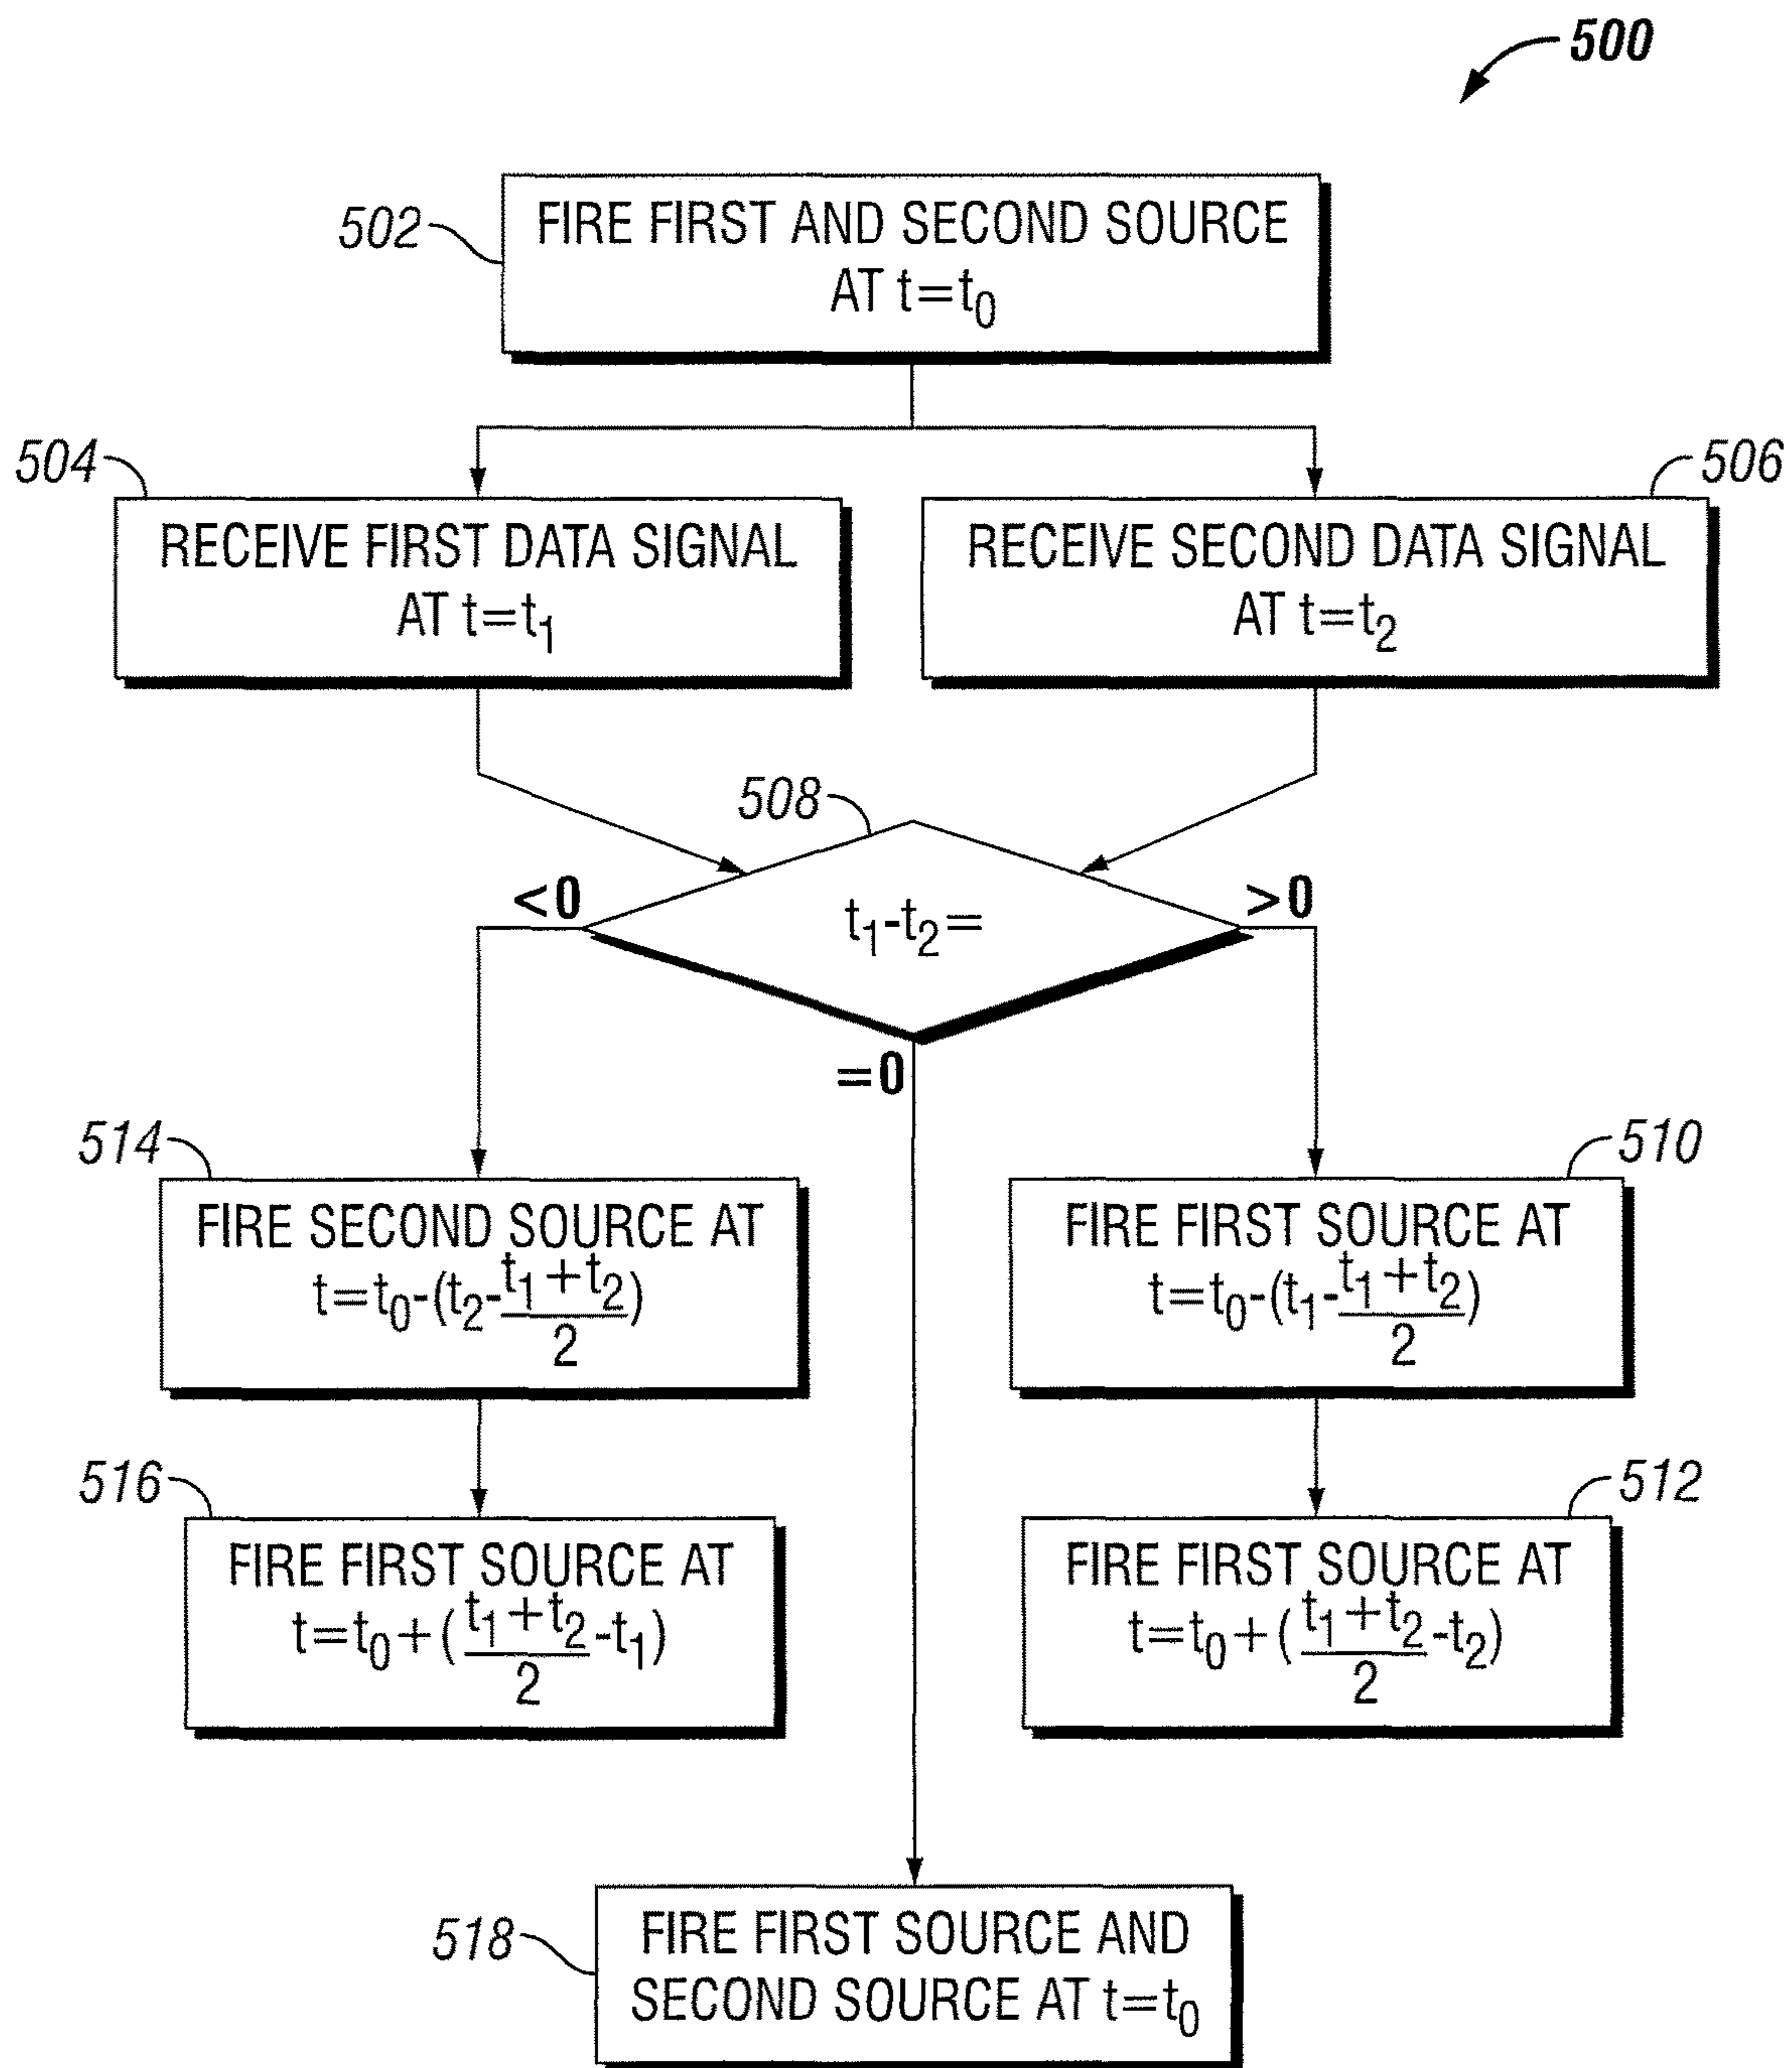 500
502
FIRE FIRST AND SECOND SOURCE
AT t=t₀
504
RECEIVE FIRST DATA SIGNAL
AT t=t₁
506
RECEIVE SECOND DATA SIGNAL
AT t=t₂
508
t₁-t₂=
<0
>0
=0
514
FIRE SECOND SOURCE AT
t=t₀-(t₂-(t₁+t₂)/2)
510
FIRE FIRST SOURCE AT
t=t₀-(t₁-(t₁+t₂)/2)
516
FIRE FIRST SOURCE AT
t=t₀+((t₁+t₂)/2-t₁)
512
FIRE FIRST SOURCE AT
t=t₀+((t₁+t₂)/2-t₂)
518
FIRE FIRST SOURCE AND
SECOND SOURCE AT t=t₀